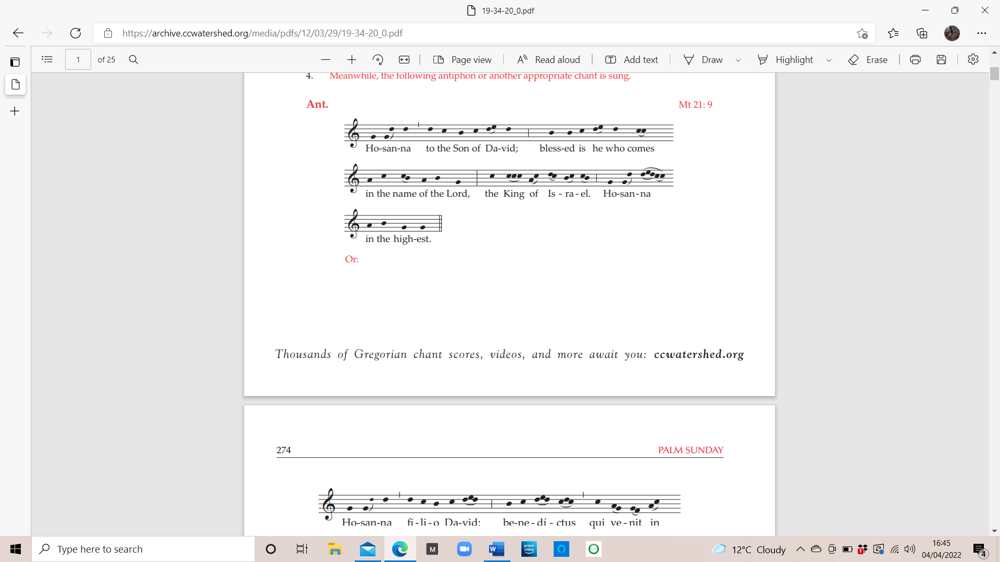 19-34-20_0.pdf
https://archive.ccwatershed.org/media/pdfs/12/03/29/19-34-20_0.pdf
1 of 25 Page view Read aloud Add text Draw Highlight Erase
4. Meanwhile, the following antiphon or another appropriate chant is sung.
Ant. Mt 21: 9
Ho-san-na to the Son of Da-vid; bless-ed is he who comes
in the name of the Lord, the King of Is - ra - el. Ho-san-na
in the high-est.
Or:
Thousands of Gregorian chant scores, videos, and more await you: ccwatershed.org
274 PALM SUNDAY
Ho-san-na fi-li-o Da-vid: be-ne-dí-ctus qui ve-nit in
Type here to search M W prime video 12°C Cloudy 1 16:45
04/04/2022 4